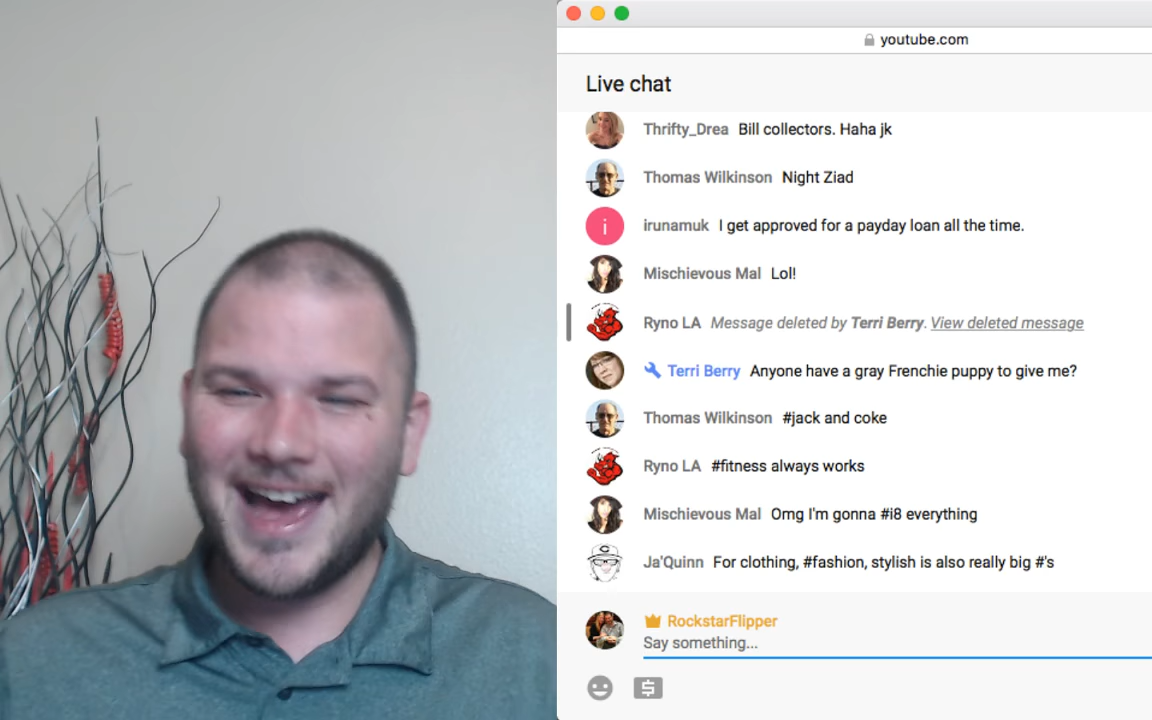 youtube.com
Live chat
Thrifty_Drea Bill collectors. Haha jk
Thomas Wilkinson Night Ziad
i
irunamuk I get approved for a payday loan all the time.
Mischievous Mal Lol!
Ryno LA Message deleted by Terri Berry. View deleted message
Terri Berry Anyone have a gray Frenchie puppy to give me?
Thomas Wilkinson #jack and coke
Ryno LA #fitness always works
Mischievous Mal Omg I'm gonna #i8 everything
Ja'Quinn For clothing, #fashion, stylish is also really big #'s
RockstarFlipper
Say something...